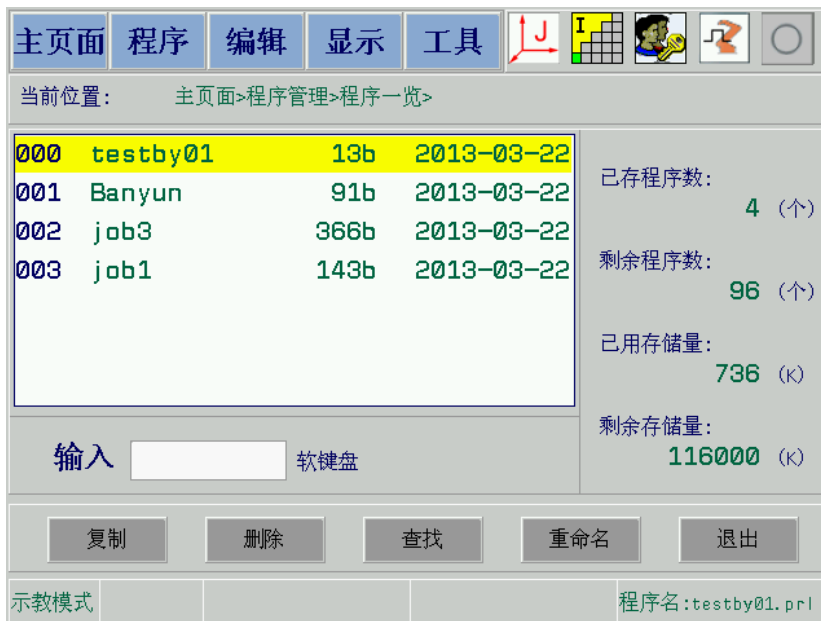 主页面 程序 编辑 显示 工具 J I
当前位置: 主页面>程序管理>程序一览>
000 testby01 13b 2013-03-22
001 Banyun 91b 2013-03-22
002 job3 366b 2013-03-22
003 job1 143b 2013-03-22
已存程序数:
4 (个)
剩余程序数:
96 (个)
已用存储量:
736 (K)
剩余存储量:
116000 (K)
输入 软键盘
复制 删除 查找 重命名 退出
示教模式 程序名:testby01.prl